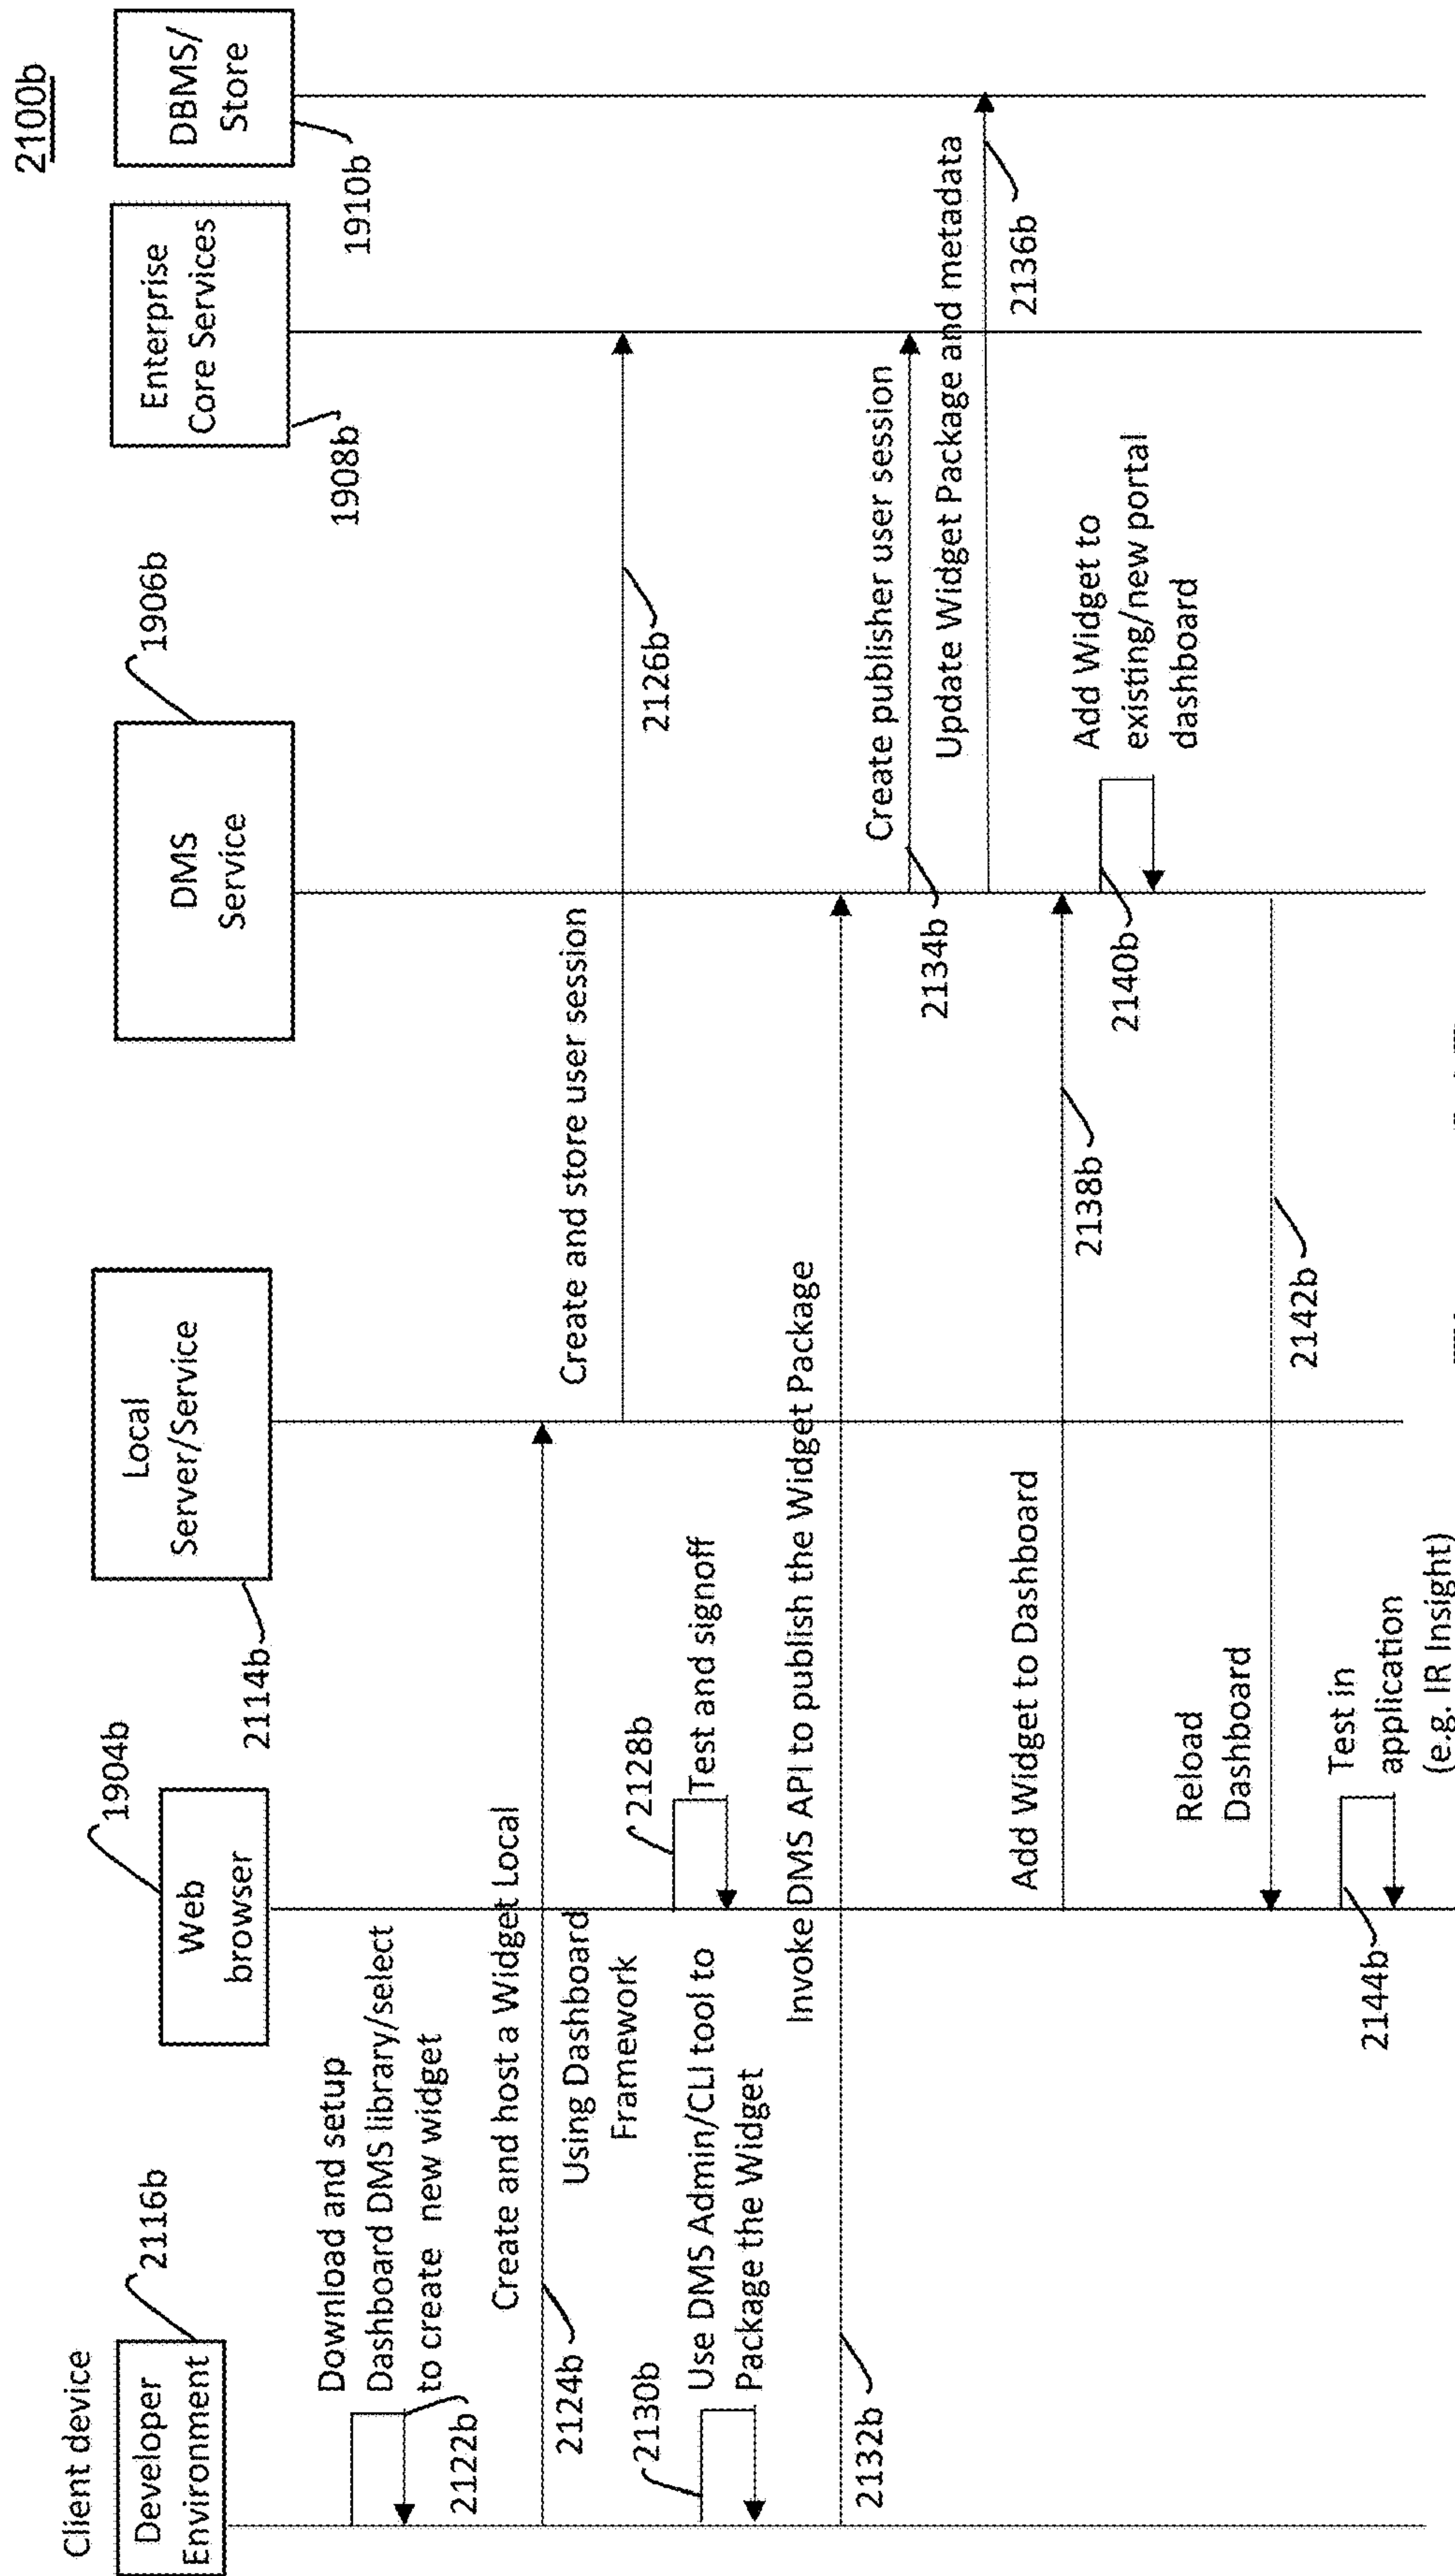 2100b
Client device
Developer
Environment
2116b
Web
browser
1904b
Local
Server/Service
2114b
DMS
Service
1906b
Enterprise
Core Services
1908b
DBMS/
Store
1910b
Download and setup
Dashboard DMS library/select
to create new widget
2122b
Create and host a Widget Local
Using Dashboard
Framework
2124b
Create and store user session
2126b
2128b
Test and signoff
2130b
Use DMS Admin/CLI tool to
Package the Widget
Invoke DMS API to publish the Widget Package
2132b
Create publisher user session
2134b
Update Widget Package and metadata
2136b
Add Widget to Dashboard
2138b
Add Widget to
existing/new portal
dashboard
2140b
Reload
Dashboard
2142b
Test in
application
(e.g. IR Insight)
2144b